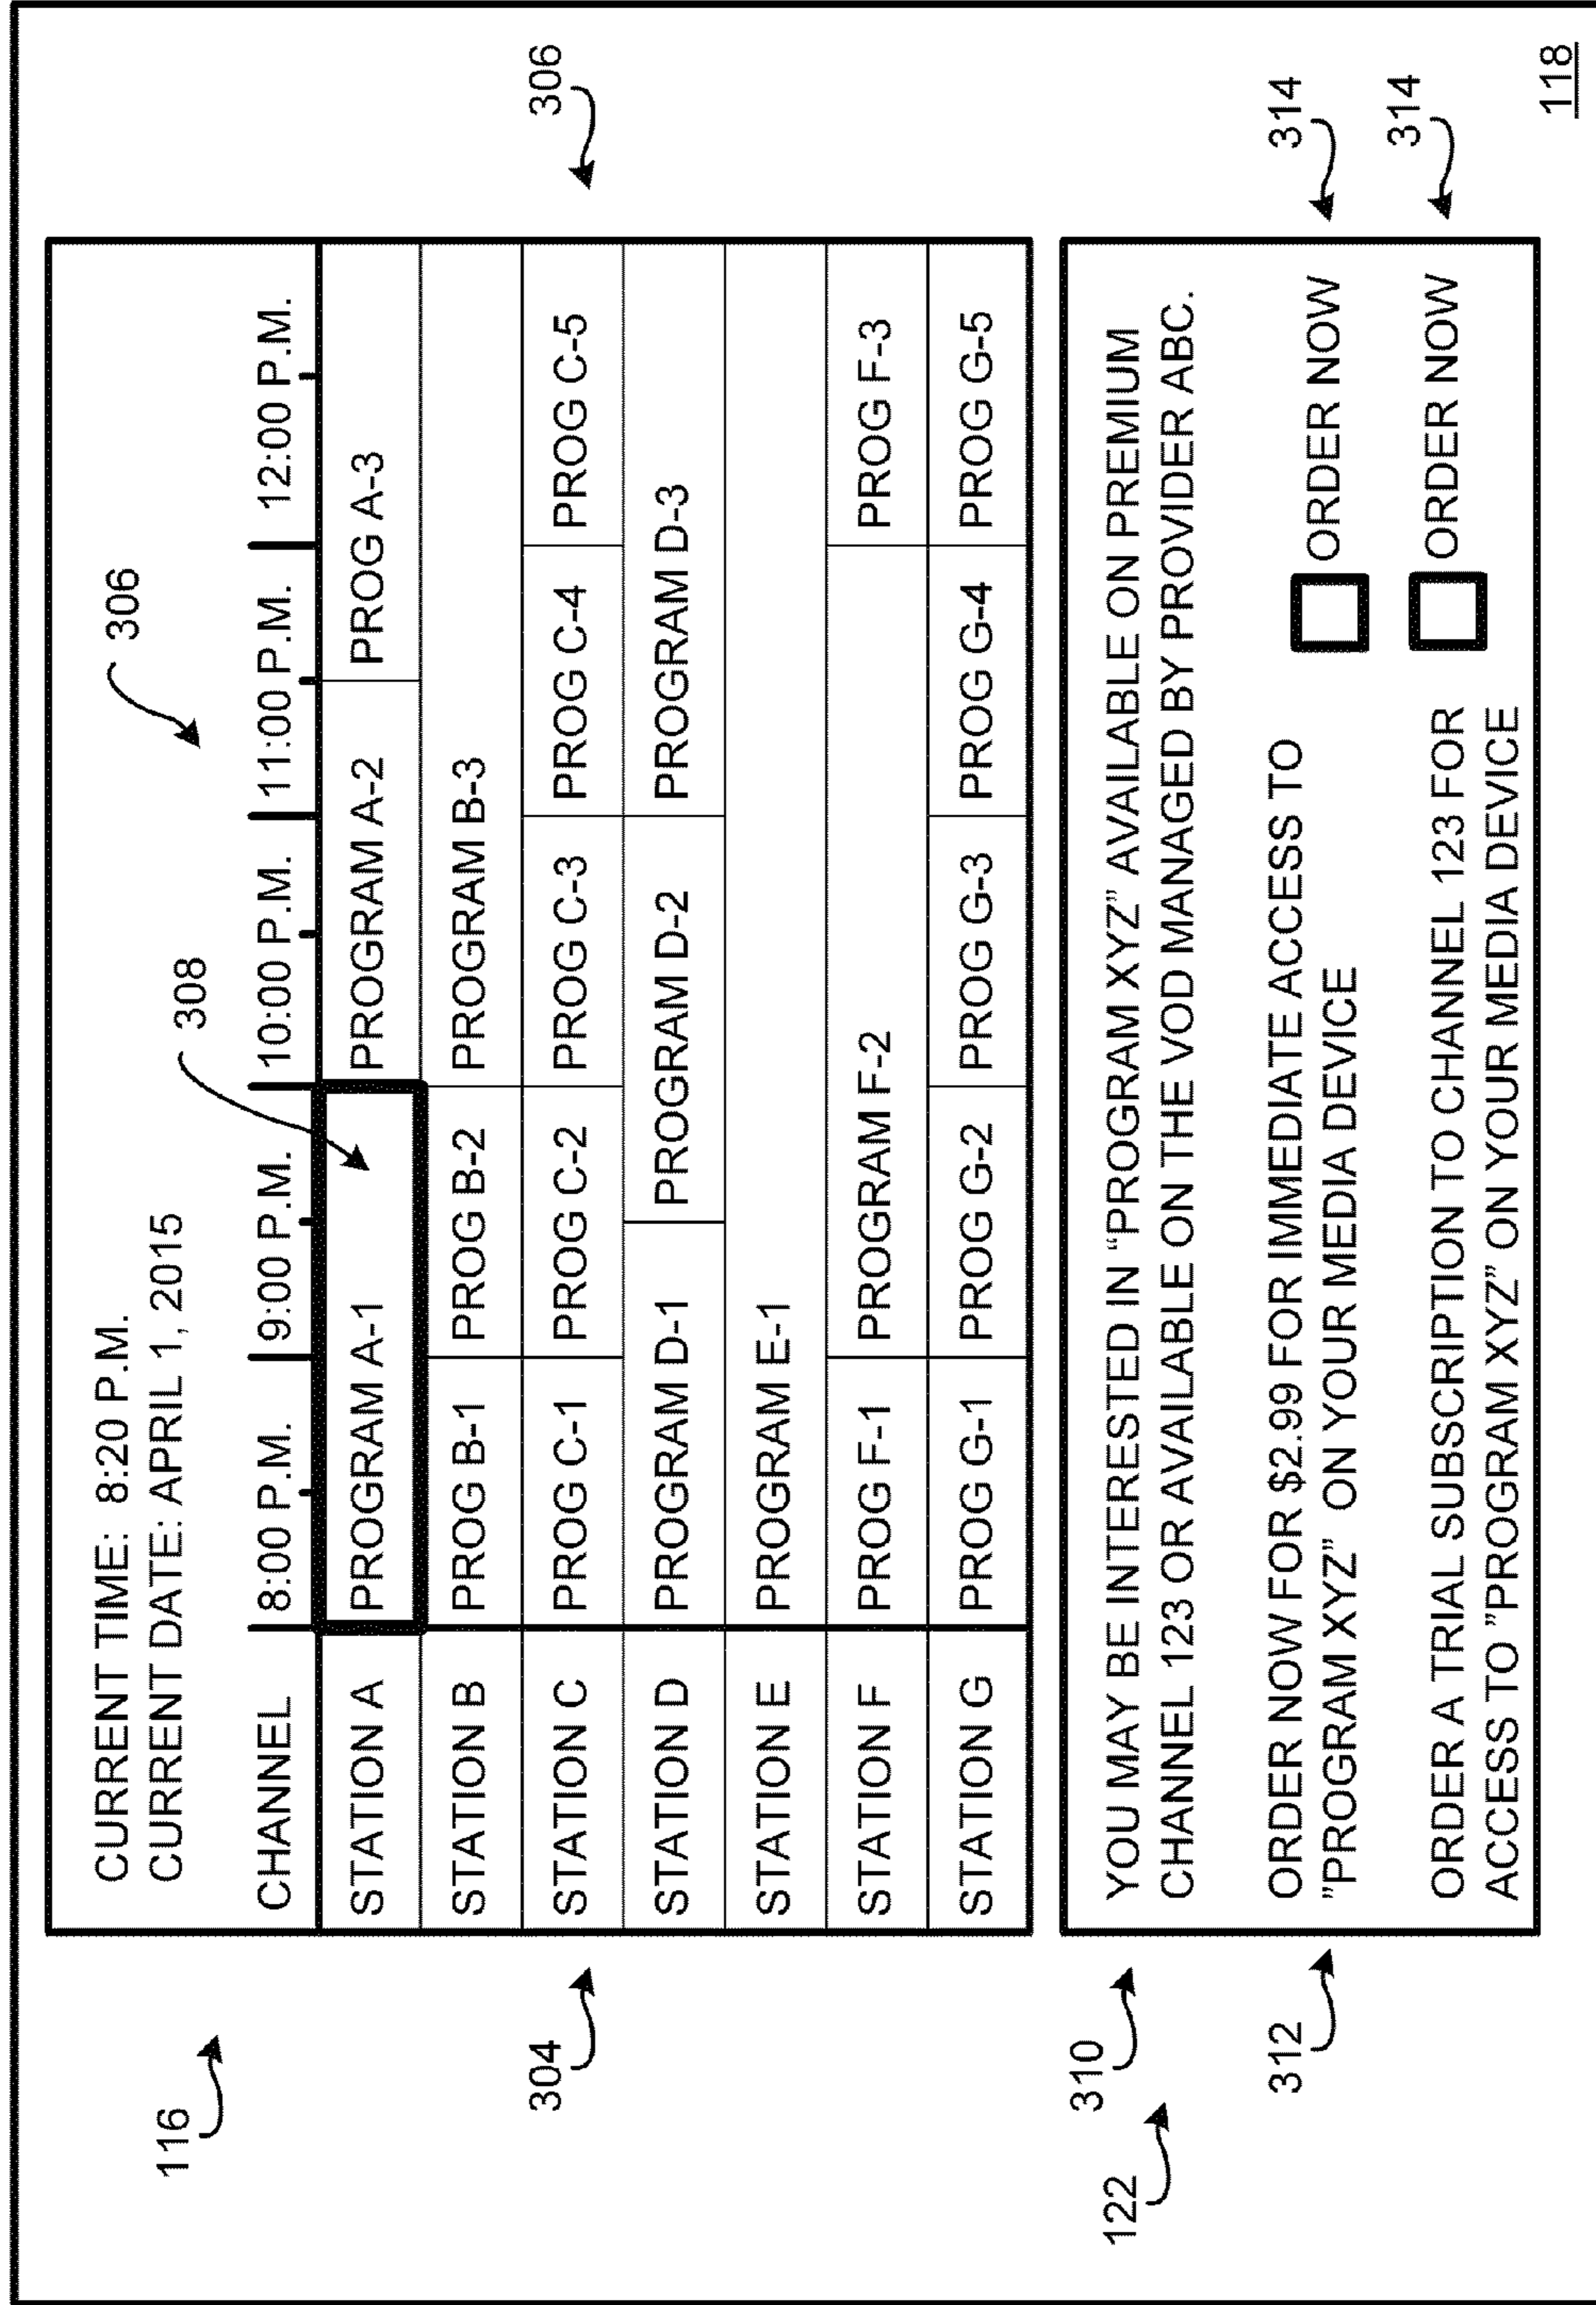 CURRENT TIME: 8:20 P.M.
CURRENT DATE: APRIL 1, 2015
116
308
306
CHANNEL 8:00 P.M. 9:00 P.M. 10:00 P.M. 11:00 P.M. 12:00 P.M.
STATION A PROGRAM A-1 PROGRAM A-2 PROG A-3
STATION B PROG B-1 PROG B-2 PROGRAM B-3
304
STATION C PROG C-1 PROG C-2 PROG C-3 PROG C-4 PROG C-5
306
STATION D PROGRAM D-1 PROGRAM D-2 PROGRAM D-3
STATION E PROGRAM E-1
STATION F PROG F-1 PROGRAM F-2 PROG F-3
STATION G PROG G-1 PROG G-2 PROG G-3 PROG G-4 PROG G-5
310
122
YOU MAY BE INTERESTED IN “PROGRAM XYZ” AVAILABLE ON PREMIUM
CHANNEL 123 OR AVAILABLE ON THE VOD MANAGED BY PROVIDER ABC.
312
ORDER NOW FOR $2.99 FOR IMMEDIATE ACCESS TO
”PROGRAM XYZ” ON YOUR MEDIA DEVICE
ORDER NOW
314
ORDER A TRIAL SUBSCRIPTION TO CHANNEL 123 FOR
ACCESS TO ”PROGRAM XYZ” ON YOUR MEDIA DEVICE
ORDER NOW
314
118